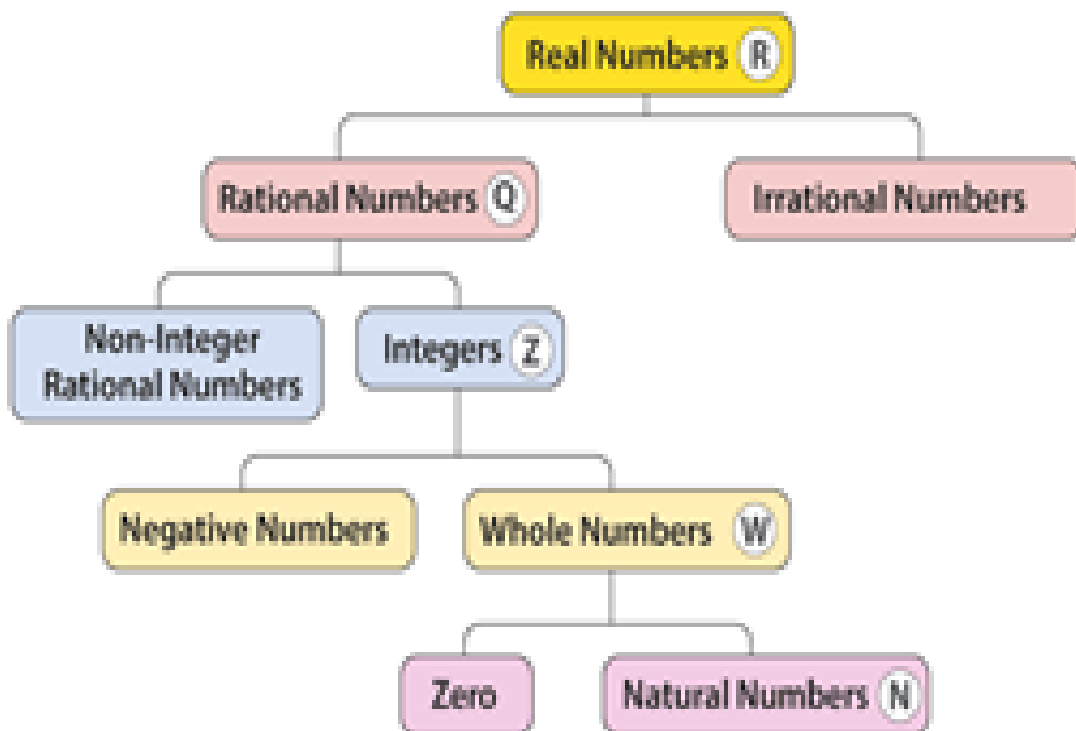 Real Numbers R
Rational Numbers Q
Irrational Numbers
Non-Integer
Rational Numbers
Integers Z
Negative Numbers
Whole Numbers W
Zero
Natural Numbers N